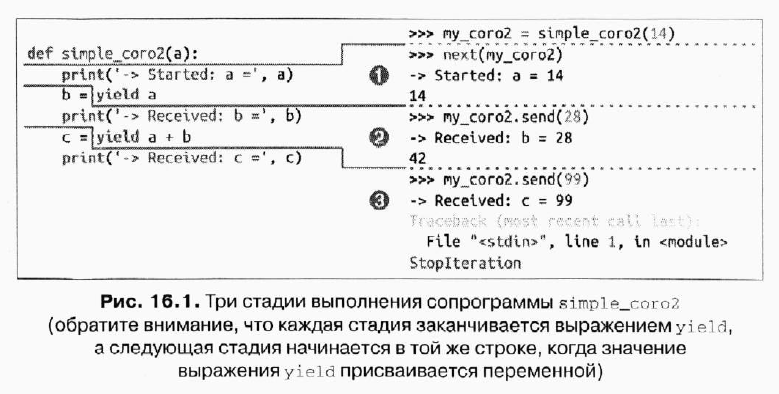 def simple_coro2(a):
print('-> Started: a =', a)
b = yield a
print('-> Received: b =', b)
c = yield a + b
print('-> Received: c =', c)
>>> my_coro2 = simple_coro2(14)
>>> next(my_coro2)
❶ -> Started: a = 14
14
>>> my_coro2.send(28)
❷ -> Received: b = 28
42
>>> my_coro2.send(99)
❸ -> Received: c = 99
Traceback (most recent call last):
File "<stdin>", line 1, in <module>
StopIteration
Рис. 16.1. Три стадии выполнения сопрограммы simple_coro2
(обратите внимание, что каждая стадия заканчивается выражением yield,
а следующая стадия начинается в той же строке, когда значение
выражения yield присваивается переменной)